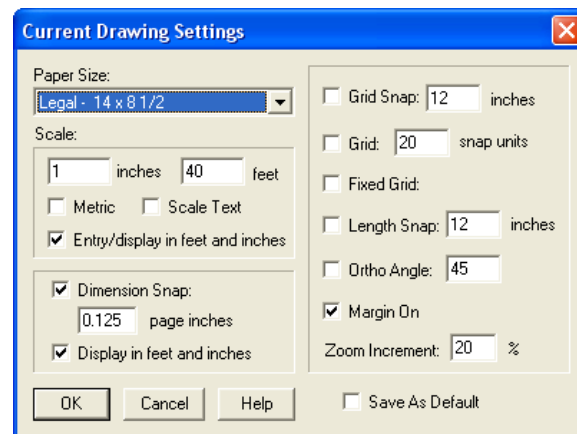 Current Drawing Settings
Paper Size:
Legal - 14 x 8 1/2
Scale:
1 inches 40 feet
Metric Scale Text
Entry/display in feet and inches
Dimension Snap:
0.125 page inches
Display in feet and inches
OK Cancel Help
Grid Snap: 12 inches
Grid: 20 snap units
Fixed Grid:
Length Snap: 12 inches
Ortho Angle: 45
Margin On
Zoom Increment: 20 %
Save As Default